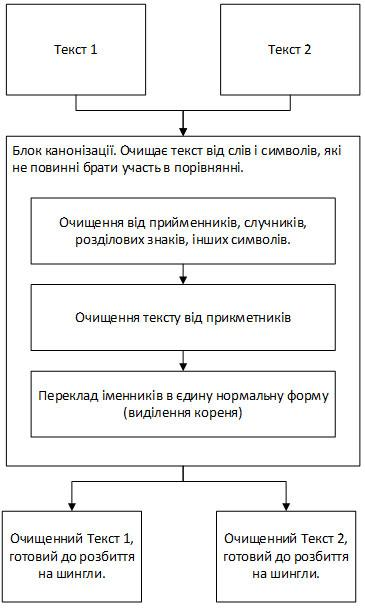 Текст 1
Текст 2
Блок канонізації. Очищає текст від слів і символів, які
не повинні брати участь в порівнянні.
Очищення від прийменників, случників,
розділових знаків, інших символів.
Очищення тексту від прикметників
Переклад іменників в єдину нормальну форму
(виділення кореня)
Очищенний Текст 1,
готовий до розбиття
на шингли.
Очищенний Текст 2,
готовий до розбиття
на шингли.